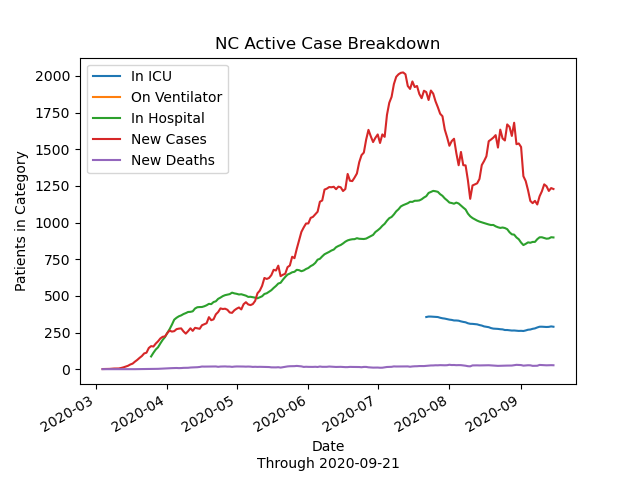 NC Active Case Breakdown
In ICU
On Ventilator
In Hospital
New Cases
New Deaths
Patients in Category
2000
1750
1500
1250
1000
750
500
250
0
2020-03
2020-04
2020-05
2020-06
2020-07
2020-08
2020-09
Date
Through 2020-09-21